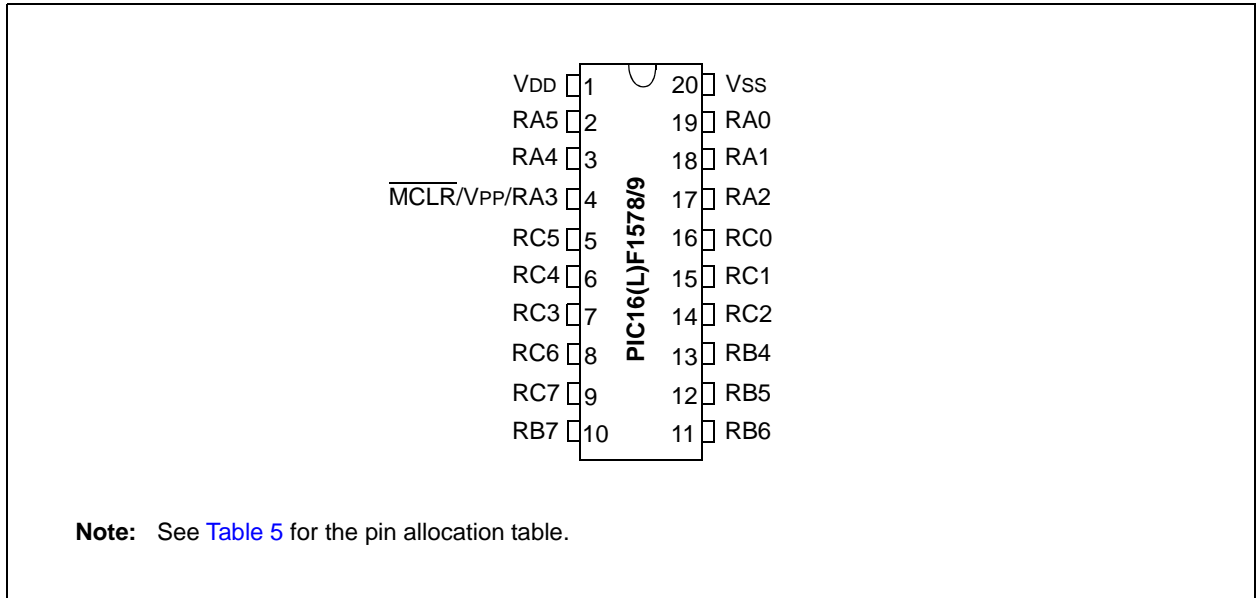 VDD 1 20 VSS
RA5 2 19 RA0
RA4 3 18 RA1
MCLR/VPP/RA3 4 17 RA2
RC5 5 16 RC0
RC4 6 15 RC1
RC3 7 14 RC2
RC6 8 13 RB4
RC7 9 12 RB5
RB7 10 11 RB6
PIC16(L)F1578/9
Note: See Table 5 for the pin allocation table.